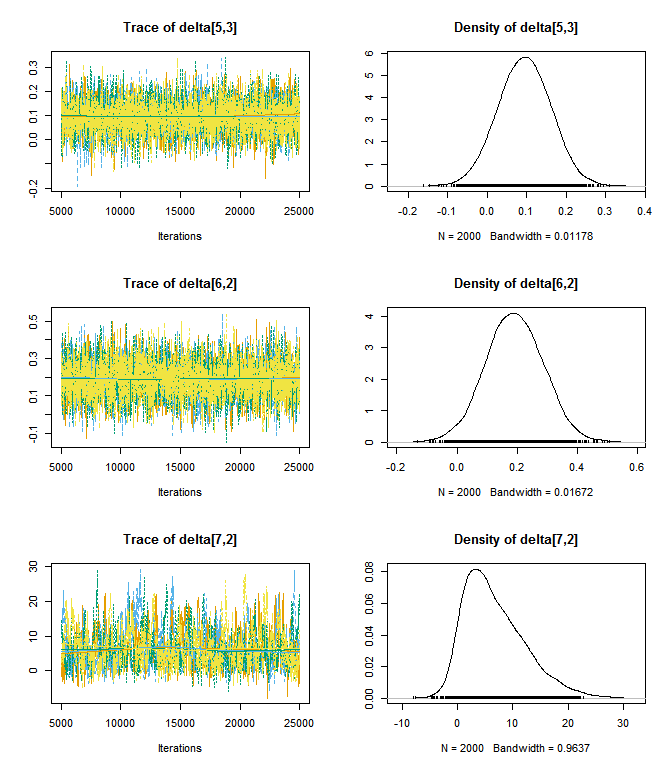 Trace of delta[5,3]
0.3
0.2
0.1
0.0
-0.2
5000 10000 15000 20000 25000
Iterations
Density of delta[5,3]
6
5
4
3
2
1
0
-0.2 -0.1 0.0 0.1 0.2 0.3 0.4
N = 2000 Bandwidth = 0.01178
Trace of delta[6,2]
0.5
0.3
0.1
-0.1
5000 10000 15000 20000 25000
Iterations
Density of delta[6,2]
4
3
2
1
0
-0.2 0.0 0.2 0.4 0.6
N = 2000 Bandwidth = 0.01672
Trace of delta[7,2]
30
20
10
0
5000 10000 15000 20000 25000
Iterations
Density of delta[7,2]
0.08
0.06
0.04
0.02
0.00
-10 0 10 20 30
N = 2000 Bandwidth = 0.9637